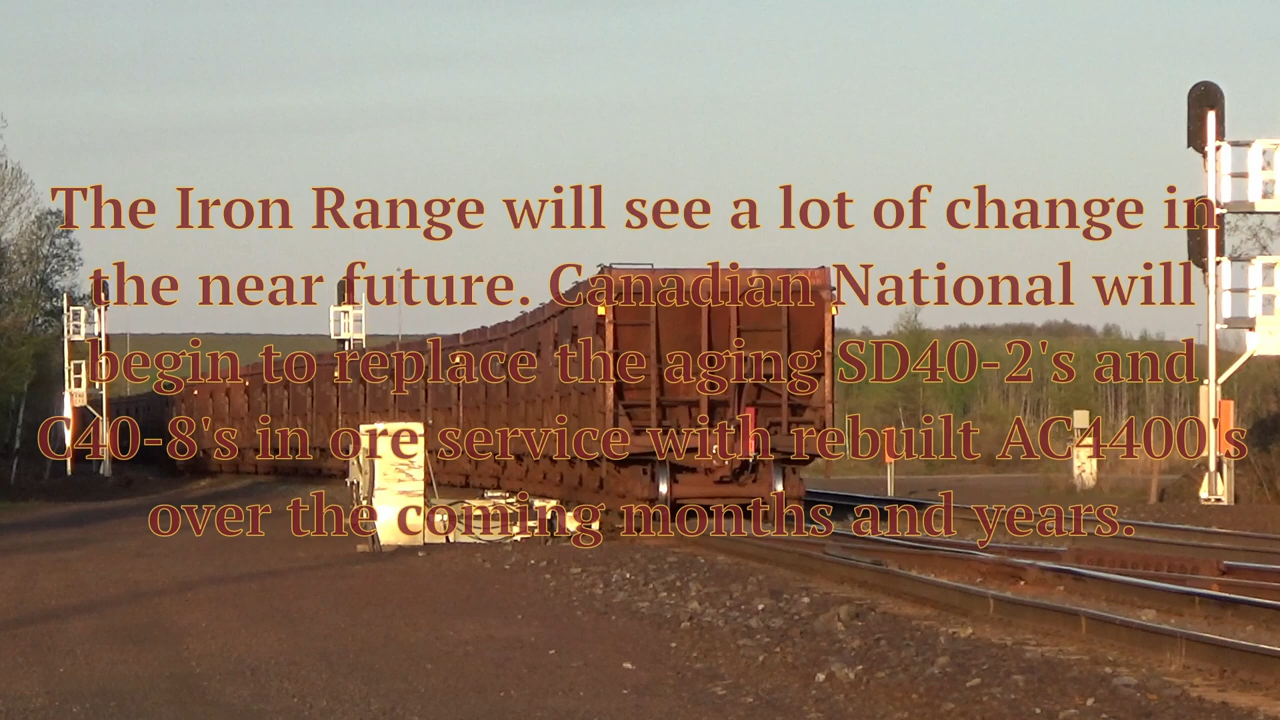 The Iron Range will see a lot of change in
the near future. Canadian National will
begin to replace the aging SD40-2's and
C40-8's in ore service with rebuilt AC4400's
over the coming months and years.